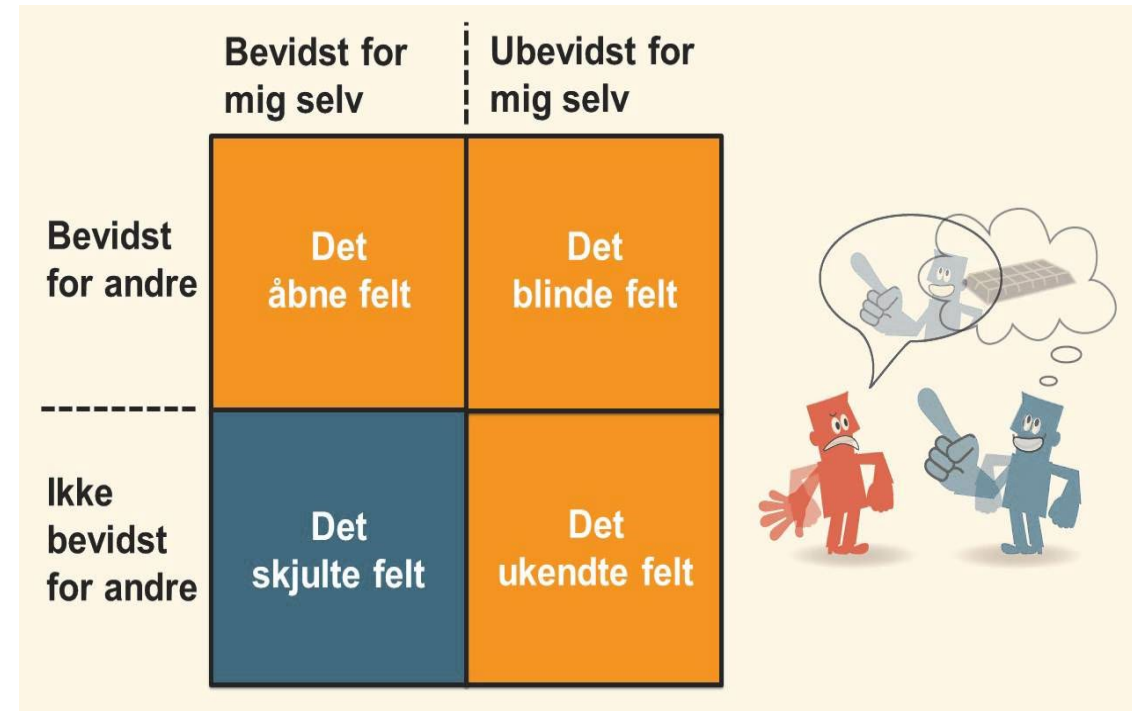 Bevidst for
mig selv
Ubevidst for
mig selv
Bevidst
for andre
Det
åbne felt
Det
blinde felt
Ikke
bevidst
for andre
Det
skjulte felt
Det
ukendte felt